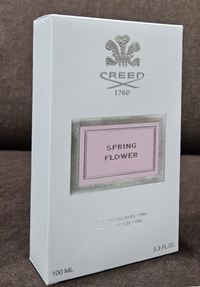 CREED
1760
SPRING
FLOWER
100 ML
3.3 FL.OZ.